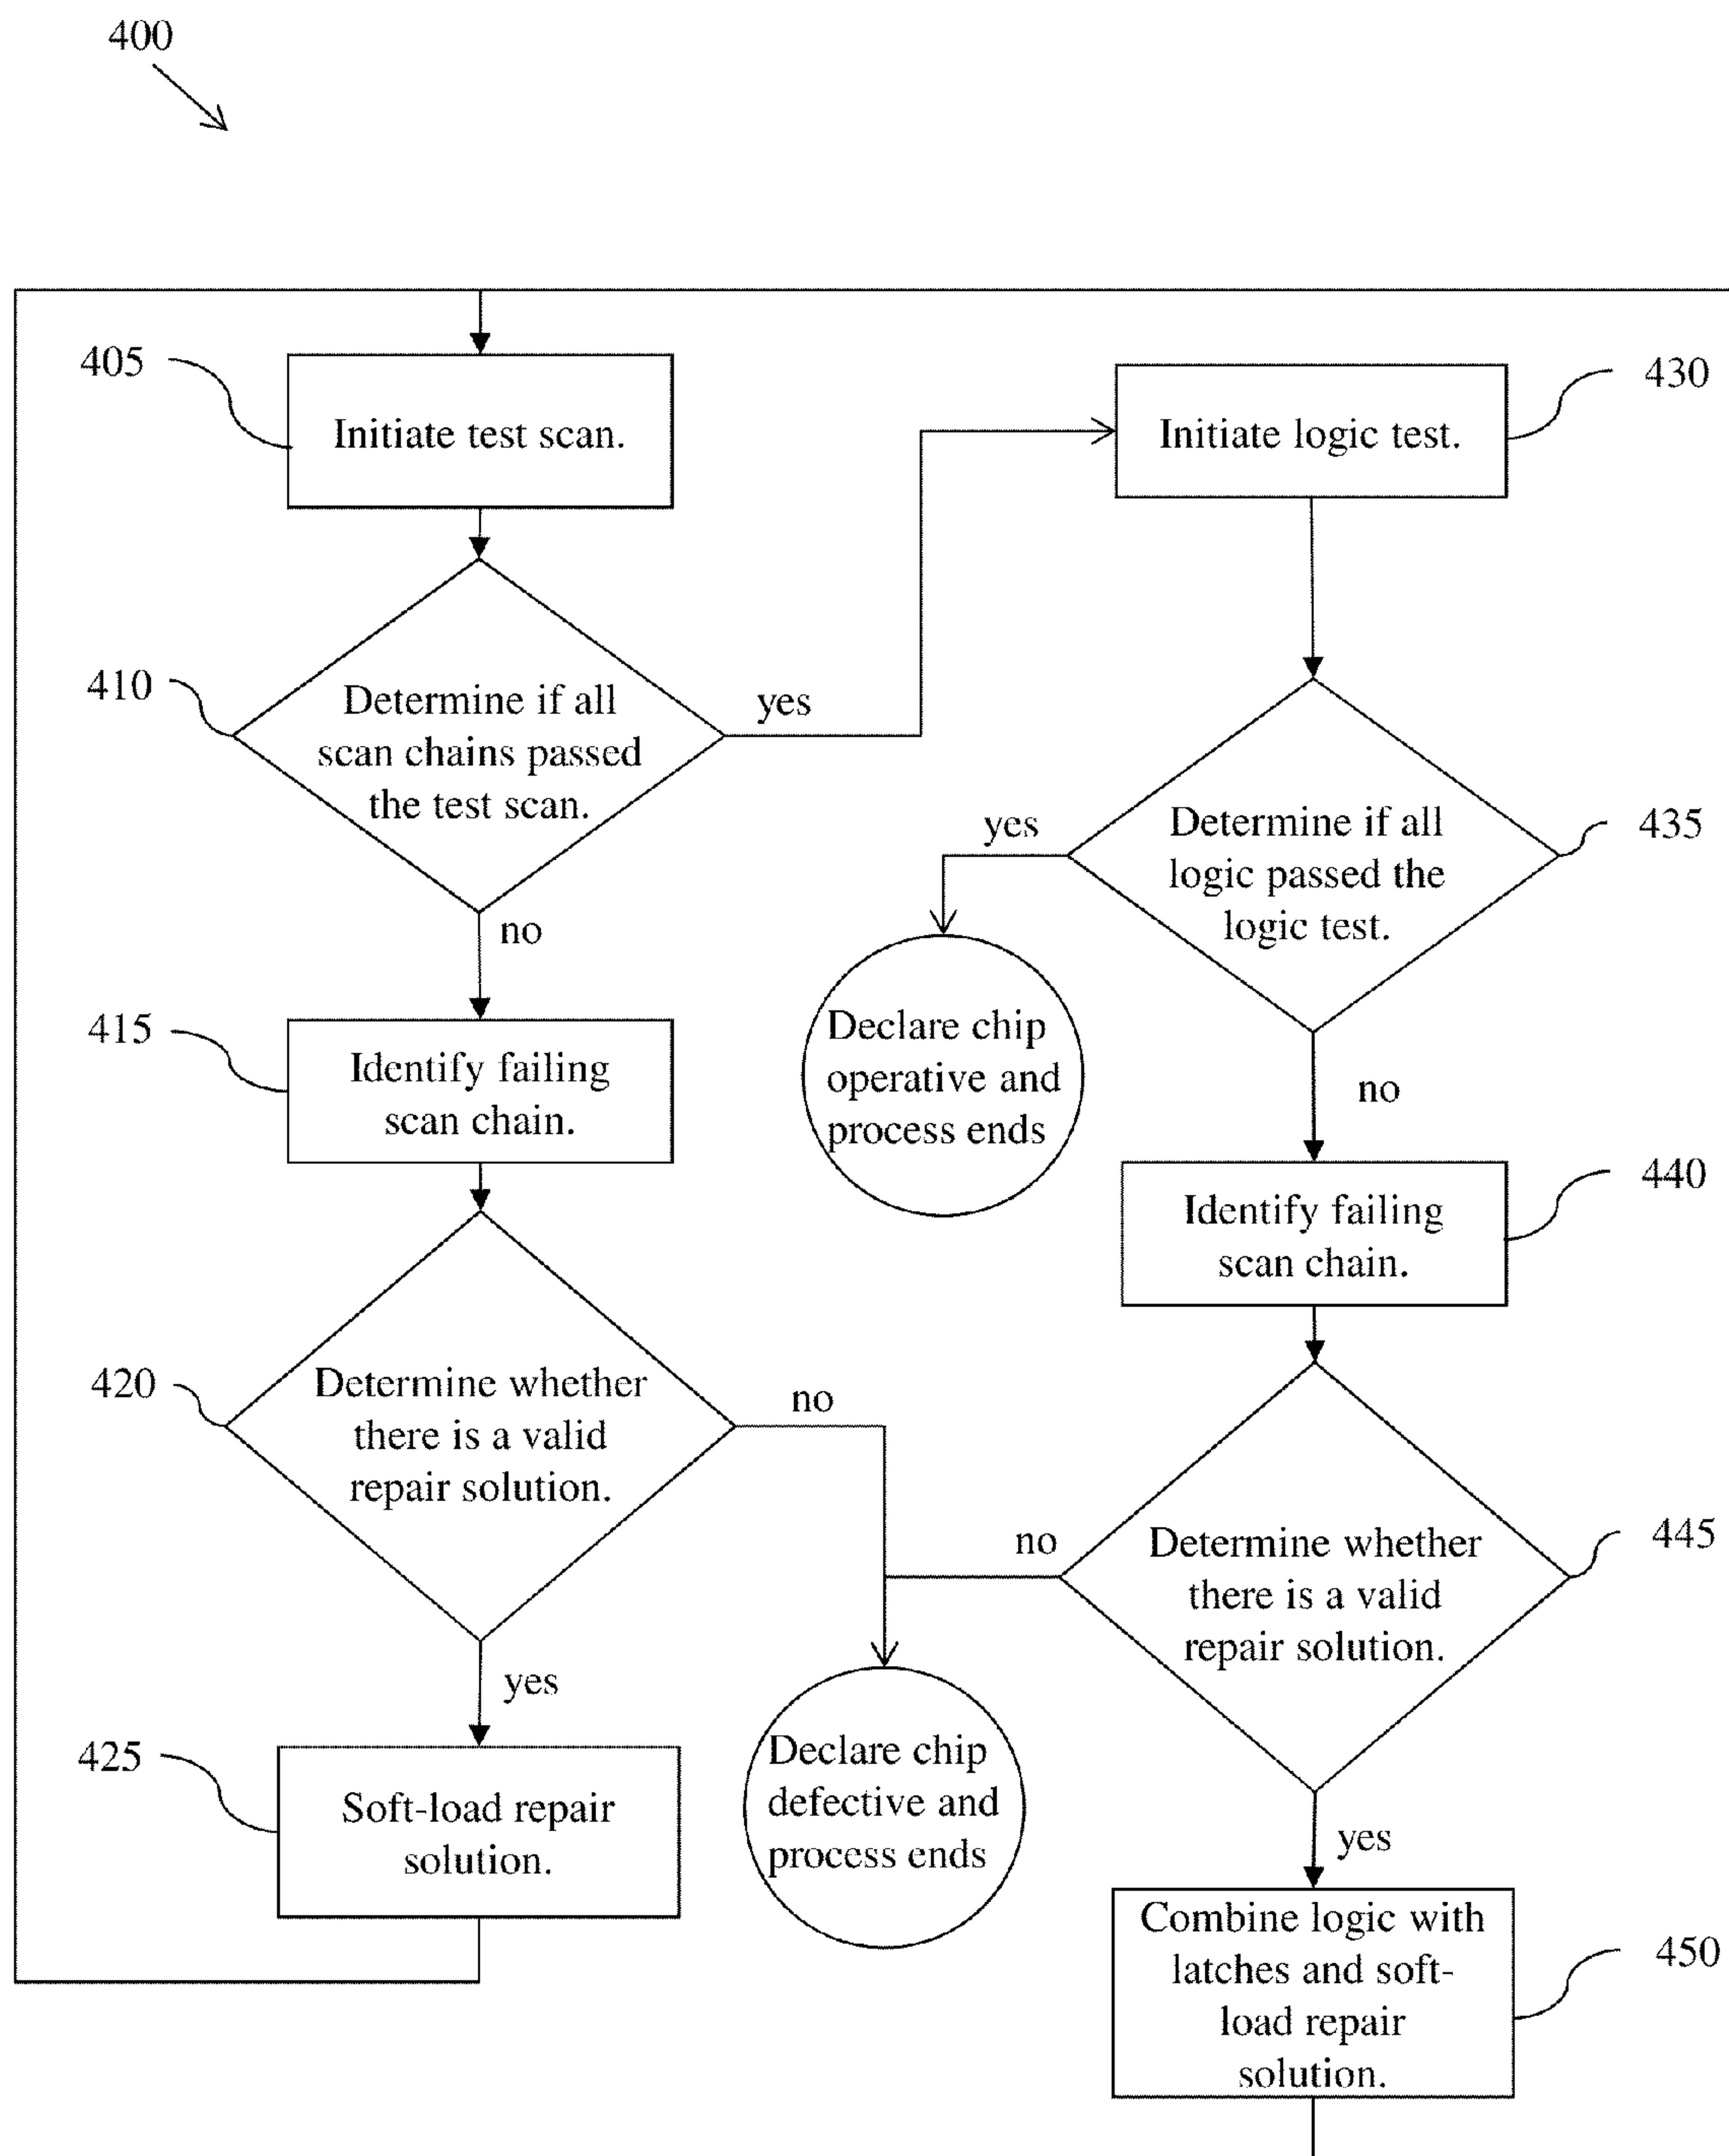 400
405
Initiate test scan.
430
Initiate logic test.
410
Determine if all
scan chains passed
the test scan.
yes
no
435
Determine if all
logic passed the
logic test.
yes
no
Declare chip
operative and
process ends
415
Identify failing
scan chain.
440
Identify failing
scan chain.
420
Determine whether
there is a valid
repair solution.
no
yes
445
Determine whether
there is a valid
repair solution.
no
yes
Declare chip
defective and
process ends
425
Soft-load repair
solution.
450
Combine logic with
latches and soft-
load repair
solution.